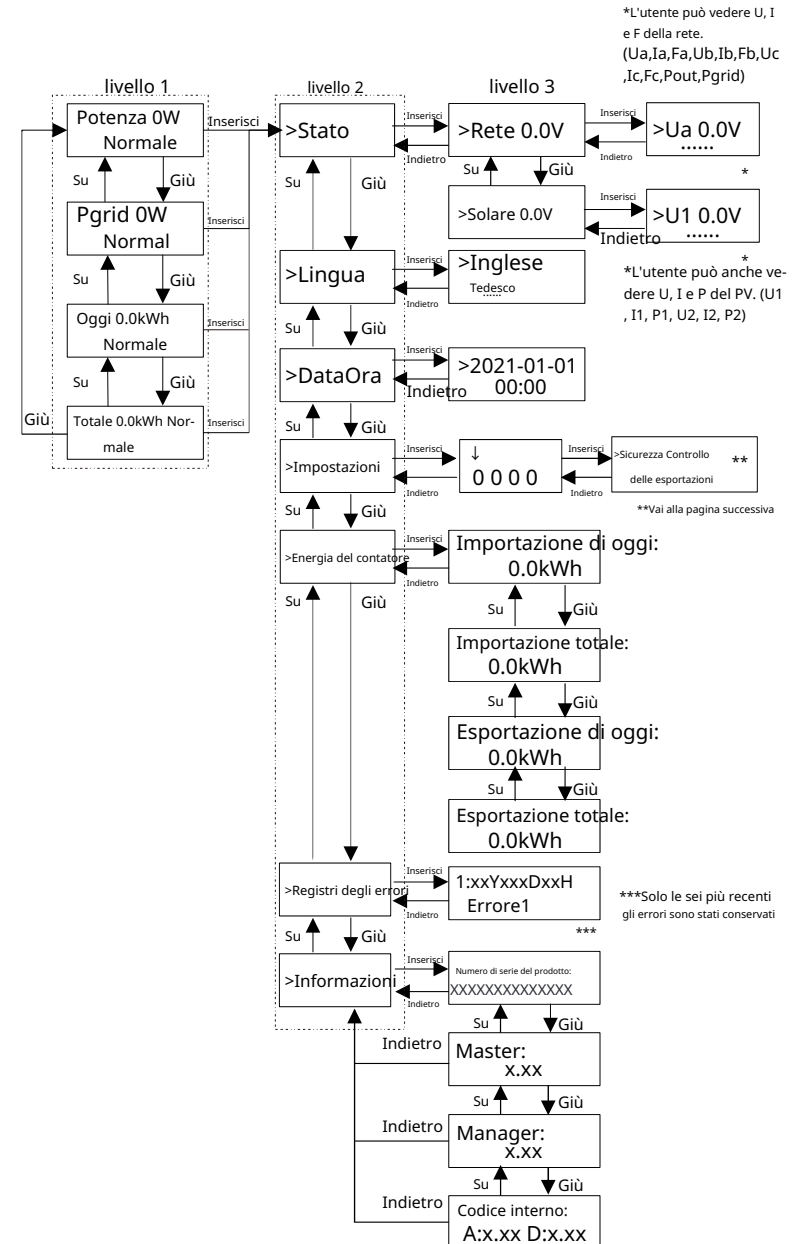 *L'utente può vedere U, I
e F della rete.
(Ua,Ia,Fa,Ub,Ib,Fb,Uc
,Ic,Fc,Pout,Pgrid)
livello 1
livello 2
livello 3
Potenza 0W
Normale
Inserisci
>Stato
Inserisci
Indietro
>Rete 0.0V
Inserisci
Indietro
>Ua 0.0V
......
*
Su
Giù
Su
Giù
Su
Giù
Pgrid 0W
Normal
Inserisci
>Solare 0.0V
Inserisci
Indietro
>U1 0.0V
......
*
Su
Giù
>Lingua
Inserisci
Indietro
>Inglese
Tedesco
......
*L'utente può anche ve-
dere U, I e P del PV. (U1
, I1, P1, U2, I2, P2)
Oggi 0.0kWh
Normale
Inserisci
Su
Giù
Su
Giù
>DataOra
Inserisci
Indietro
>2021-01-01
00:00
Giù
Totale 0.0kWh Nor-
male
Inserisci
Su
Giù
>Impostazioni
Inserisci
Indietro
↓
0 0 0 0
Inserisci
Indietro
>Sicurezza Controllo
delle esportazioni
**
**Vai alla pagina successiva
Su
Giù
>Energia del contatore
Inserisci
Indietro
Importazione di oggi:
0.0kWh
Su
Giù
Su
Giù
Importazione totale:
0.0kWh
Su
Giù
Esportazione di oggi:
0.0kWh
Su
Giù
Esportazione totale:
0.0kWh
>Registri degli errori
Inserisci
Indietro
1:xxYxxxDxxH
Errore1
***
***Solo le sei più recenti
gli errori sono stati conservati
Su
Giù
>Informazioni
Inserisci
Indietro
Numero di serie del prodotto:
XXXXXXXXXXXXXX
Su
Giù
Indietro
Master:
x.xx
Su
Giù
Indietro
Manager:
x.xx
Su
Giù
Indietro
Codice interno:
A:x.xx D:x.xx